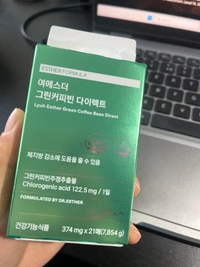 ESTHER FORMULA
여에스더
그린커피빈 다이렉트
Lyuh Esther Green Coffee Bean Direct
체지방 감소에 도움을 줄 수 있음
그린커피빈주정추출물
Chlorogenic acid 122.5 mg / 1일
FORMULATED BY DR.ESTHER
건강기능식품
374 mg x 21매(7,854 g)